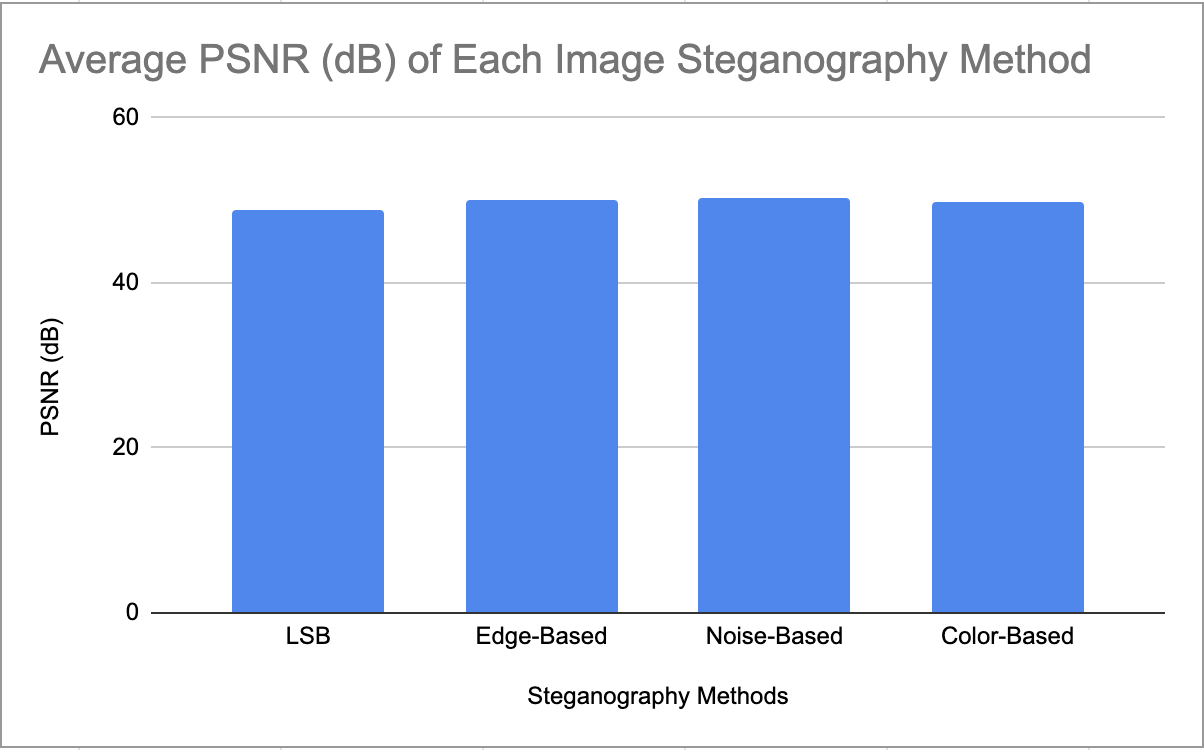 Average PSNR (dB) of Each Image Steganography Method
60
40
20
0
PSNR (dB)
LSB
Edge-Based
Noise-Based
Color-Based
Steganography Methods